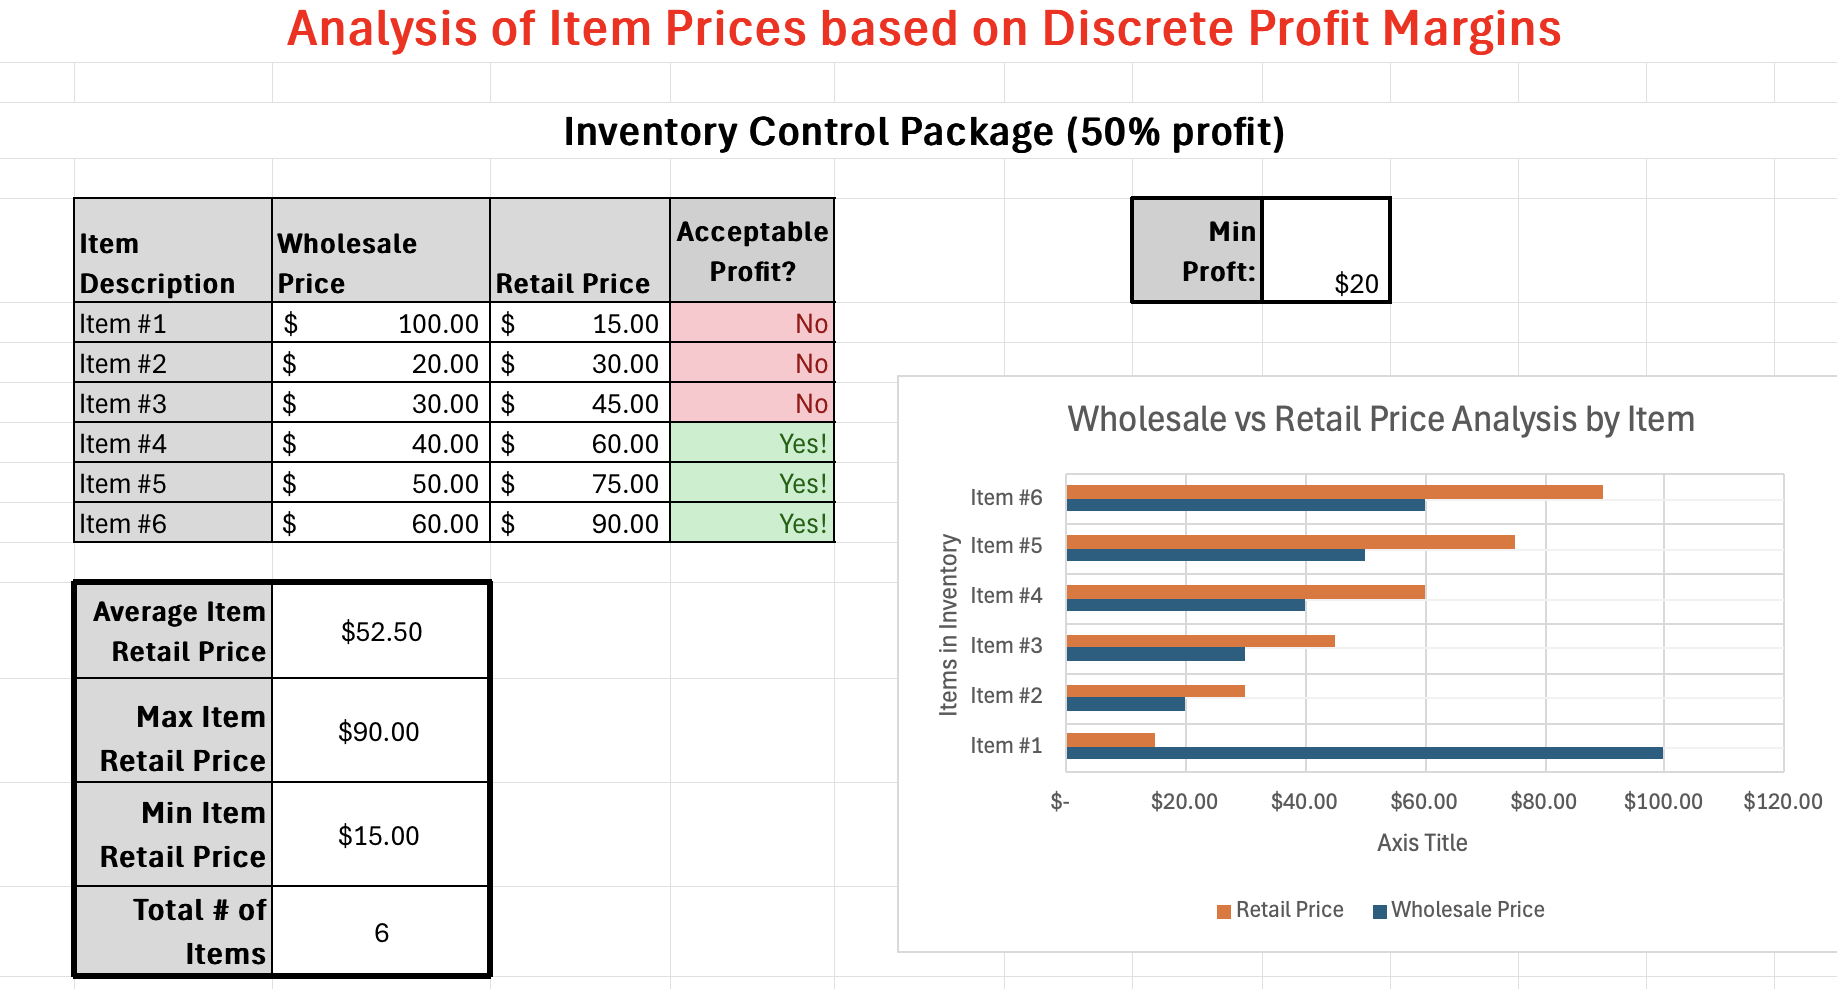 Analysis of Item Prices based on Discrete Profit Margins
Inventory Control Package (50% profit)
Item Description Wholesale Price Retail Price Acceptable Profit?
Item #1 $ 100.00 $ 15.00 No
Item #2 $ 20.00 $ 30.00 No
Item #3 $ 30.00 $ 45.00 No
Item #4 $ 40.00 $ 60.00 Yes!
Item #5 $ 50.00 $ 75.00 Yes!
Item #6 $ 60.00 $ 90.00 Yes!
Min Proft: $20
Average Item Retail Price $52.50
Max Item Retail Price $90.00
Min Item Retail Price $15.00
Total # of Items 6
Wholesale vs Retail Price Analysis by Item
Items in Inventory
Item #6
Item #5
Item #4
Item #3
Item #2
Item #1
$- $20.00 $40.00 $60.00 $80.00 $100.00 $120.00
Axis Title
Retail Price Wholesale Price